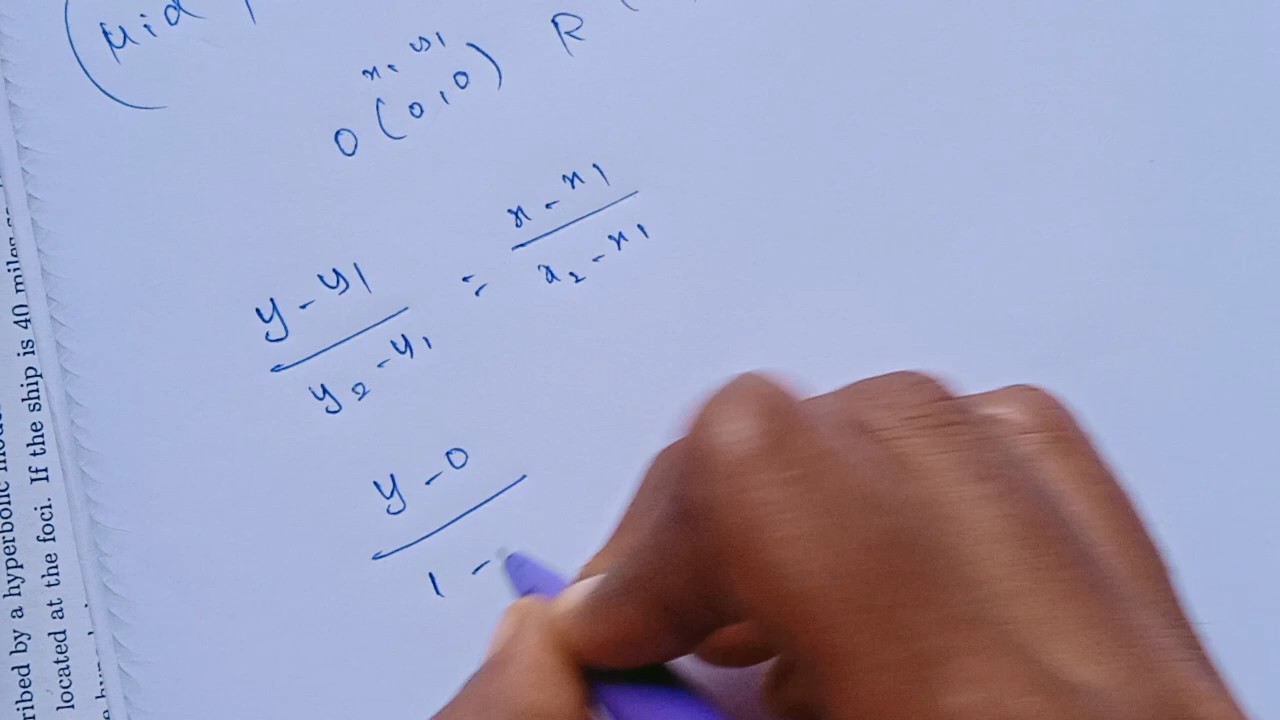 (Mid
x1 y1
O (0,0) R (
y - y1 / y2 - y1 = x - x1 / x2 - x1
y - 0 / 1 -
ribed by a hyperbolic
located at the foci. If the ship is 40 miles